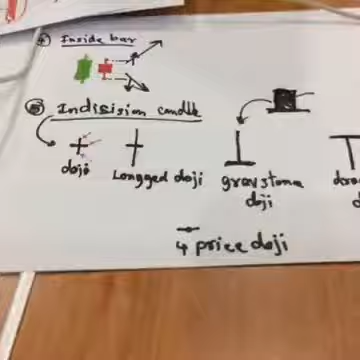 ④ Inside bar
⑤ Indisision candle
doji
Longged doji
gravstone doji
4 price doji